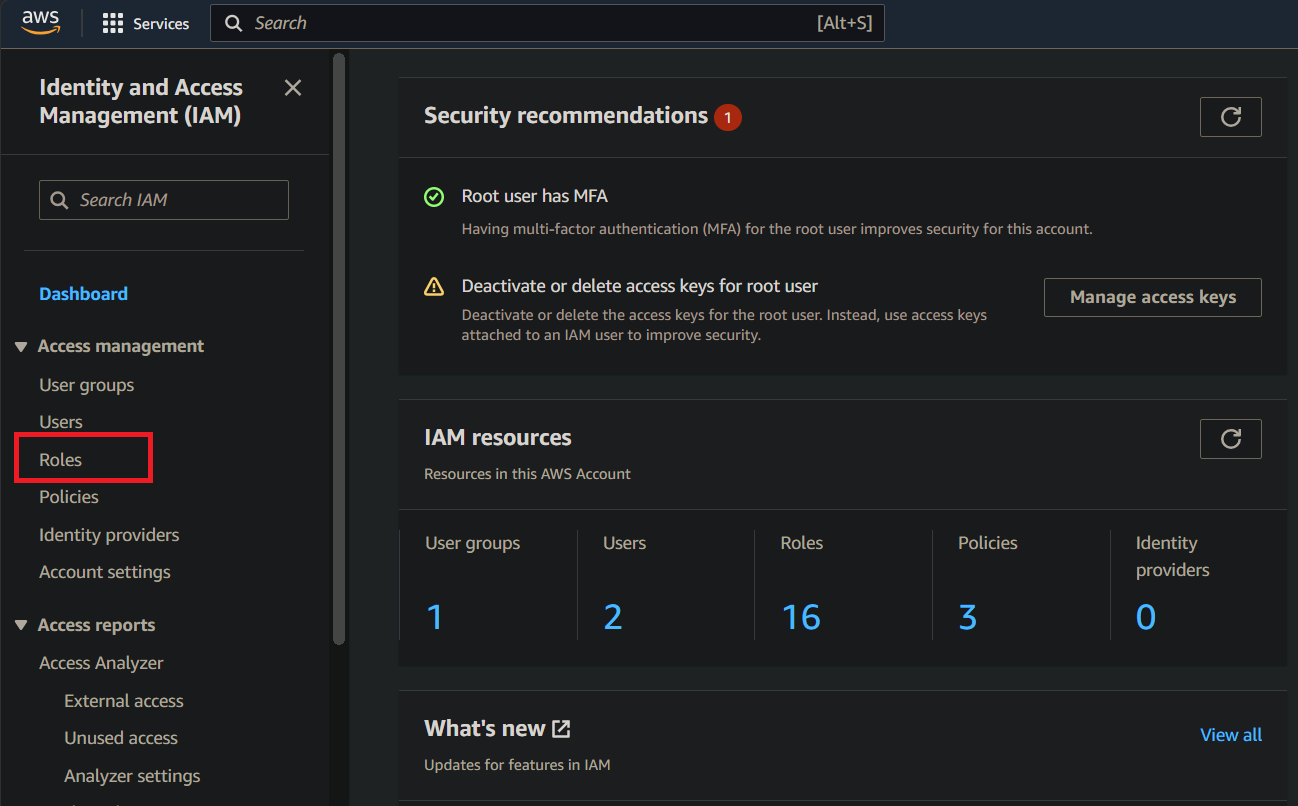 aws
Services
Search
[Alt+S]
Identity and Access
Management (IAM)
Search IAM
Dashboard
Access management
User groups
Users
Roles
Policies
Identity providers
Account settings
Access reports
Access Analyzer
External access
Unused access
Analyzer settings
Security recommendations 1
Root user has MFA
Having multi-factor authentication (MFA) for the root user improves security for this account.
Deactivate or delete access keys for root user
Deactivate or delete the access keys for the root user. Instead, use access keys
attached to an IAM user to improve security.
Manage access keys
IAM resources
Resources in this AWS Account
User groups
1
Users
2
Roles
16
Policies
3
Identity
providers
0
What's new
View all
Updates for features in IAM